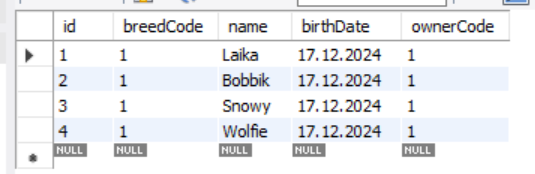 id breedCode name birthDate ownerCode
1 1 Laika 17.12.2024 1
2 1 Bobbik 17.12.2024 1
3 1 Snowy 17.12.2024 1
4 1 Wolfie 17.12.2024 1
NULL NULL NULL NULL NULL